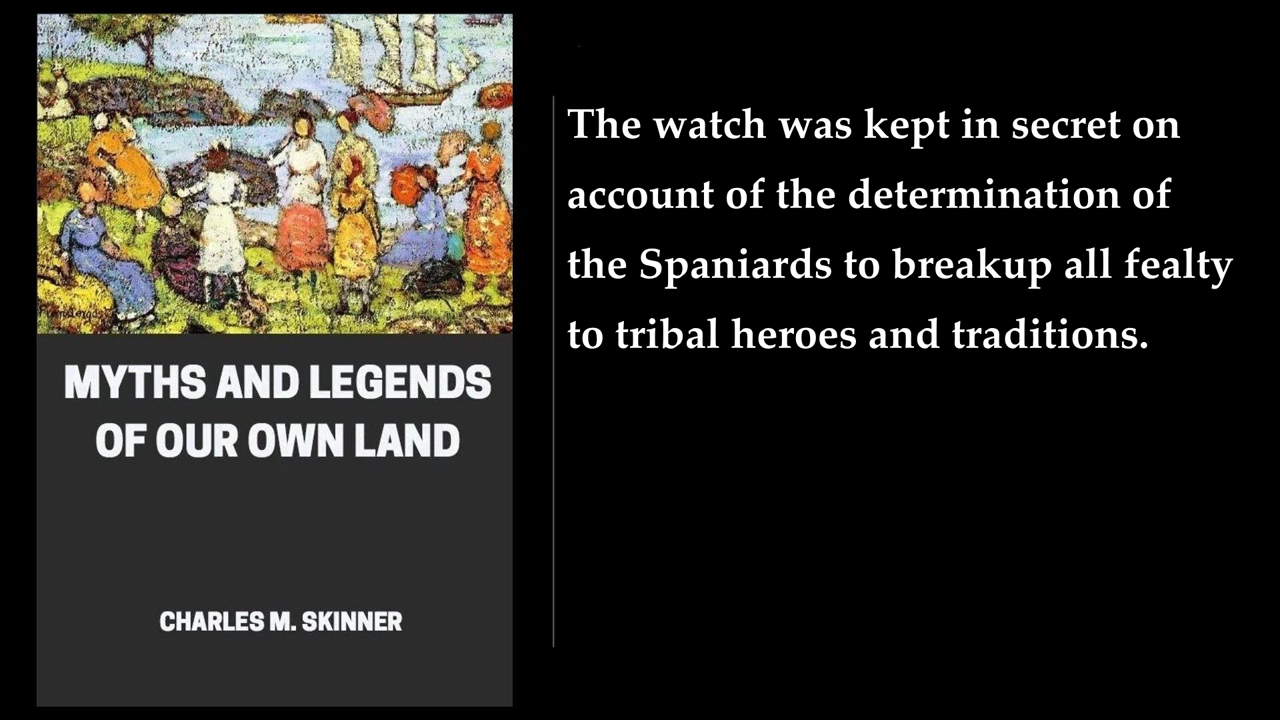 MYTHS AND LEGENDS
OF OUR OWN LAND
CHARLES M. SKINNER
The watch was kept in secret on
account of the determination of
the Spaniards to breakup all fealty
to tribal heroes and traditions.